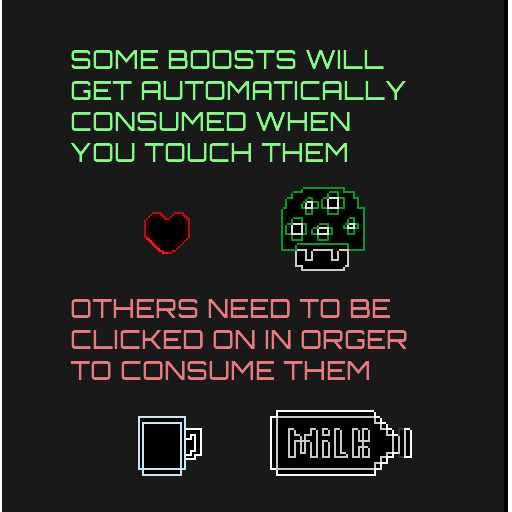 SOME BOOSTS WILL
GET AUTOMATICALLY
CONSUMED WHEN
YOU TOUCH THEM
OTHERS NEED TO BE
CLICKED ON IN ORGER
TO CONSUME THEM
MiLK